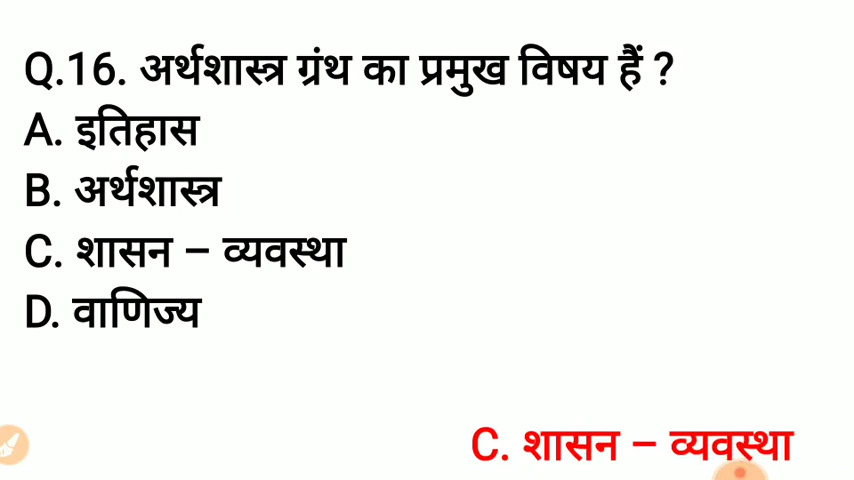 Q.16. अर्थशास्त्र ग्रंथ का प्रमुख विषय हैं ?
A. इतिहास
B. अर्थशास्त्र
C. शासन – व्यवस्था
D. वाणिज्य
C. शासन – व्यवस्था